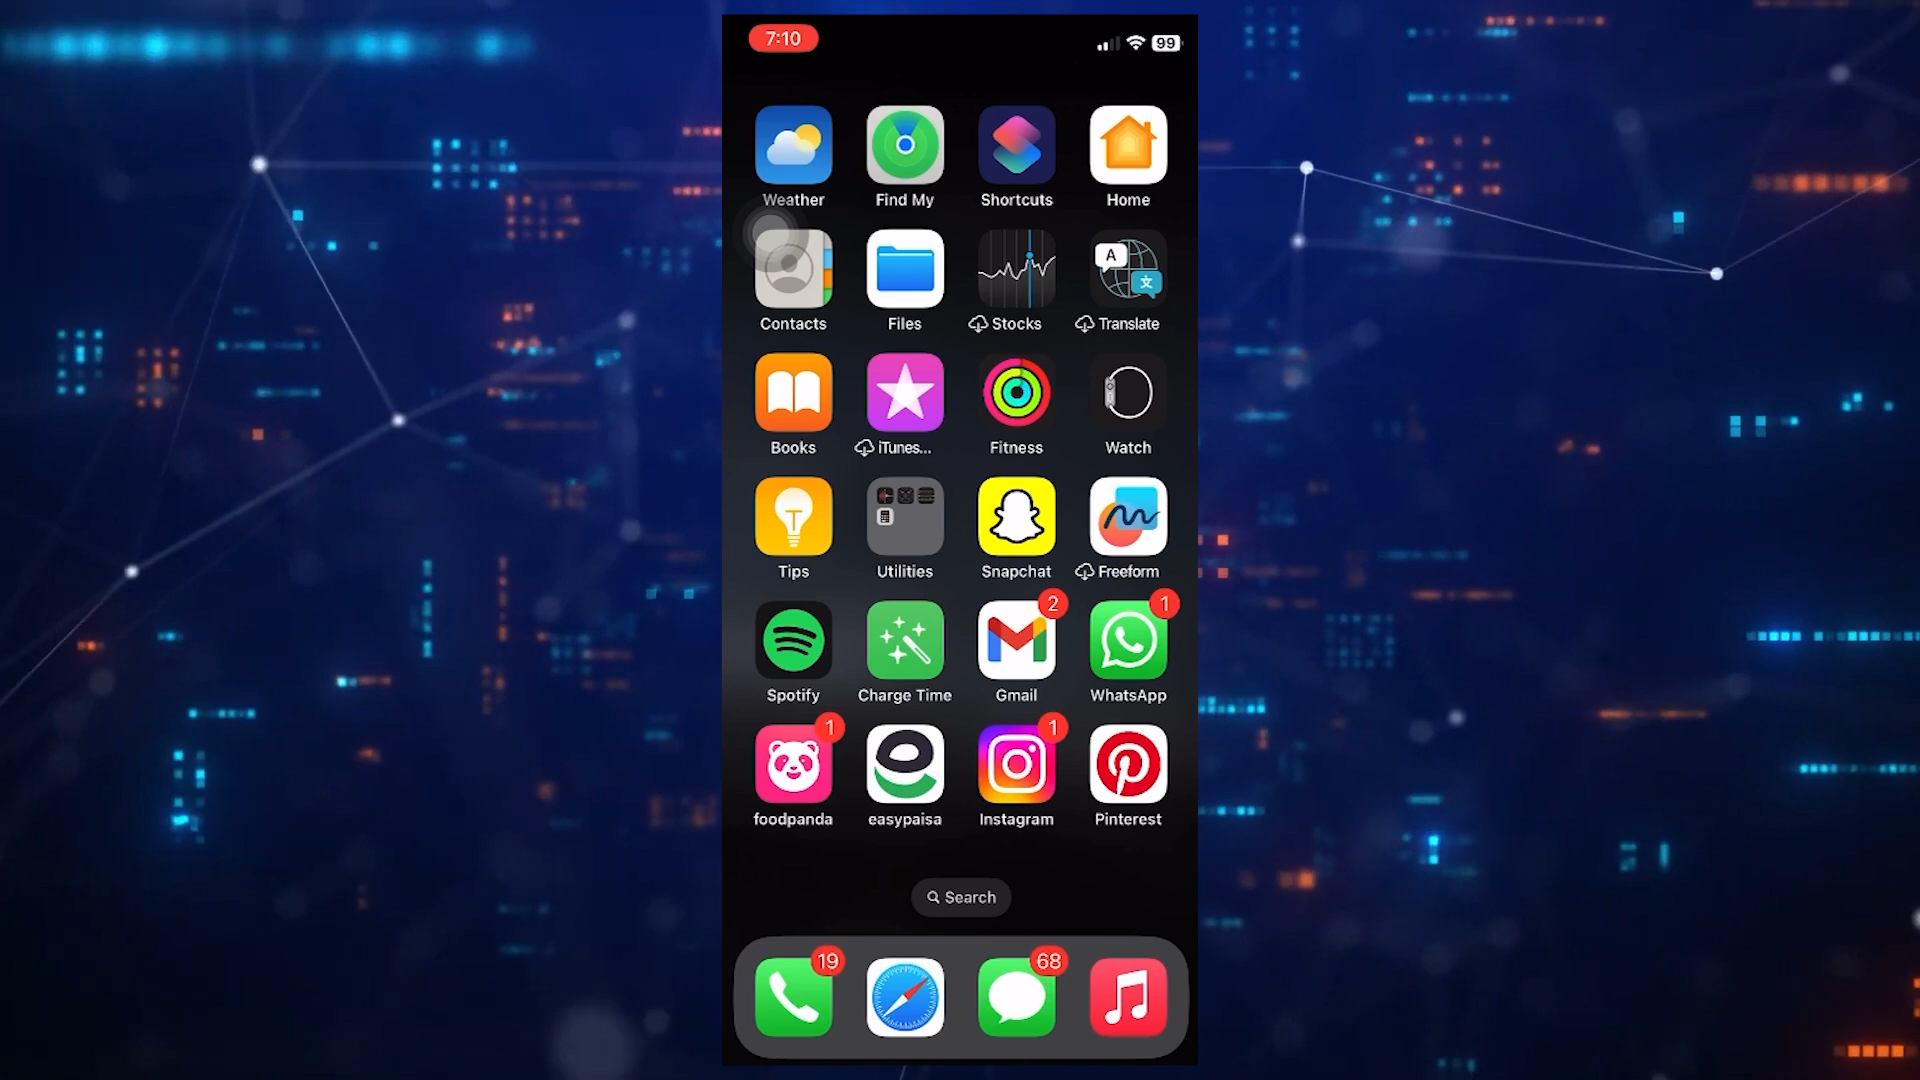 7:10 99
Weather Find My Shortcuts Home
A 文
Contacts Files Stocks Translate
Books iTunes... Fitness Watch
Tips Utilities Snapchat Freeform
2 1
Spotify Charge Time Gmail WhatsApp
1 1
foodpanda easypaisa Instagram Pinterest
Search
19 68